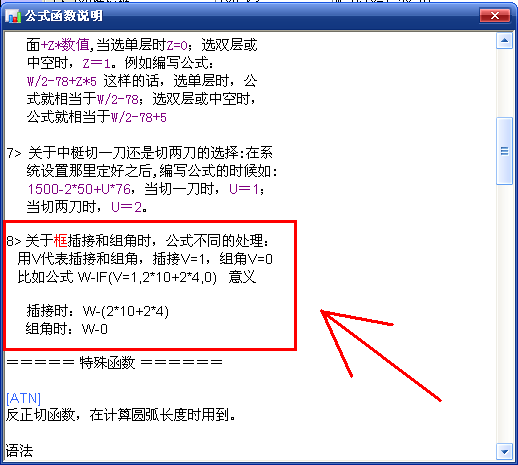 公式函数说明
面+Z*数值,当选单层时Z=0；选双层或
中空时，Z＝1。例如编写公式：
W/2-78+Z*5 这样的话，选单层时，公
式就相当于W/2-78；选双层或中空时，
公式就相当于W/2-78+5
7> 关于中梃切一刀还是切两刀的选择:在系
统设置那里定好之后,编写公式的时候如:
1500-2*50+U*76，当切一刀时，U＝1；
当切两刀时，U＝2。
8> 关于框插接和组角时，公式不同的处理：
用V代表插接和组角，插接V=1，组角V=0
比如公式 W-IF(V=1,2*10+2*4,0) 意义
插接时：W-(2*10+2*4)
组角时：W-0
＝＝＝＝＝ 特殊函数 ＝＝＝＝＝＝
[ATN]
反正切函数，在计算圆弧长度时用到。
语法